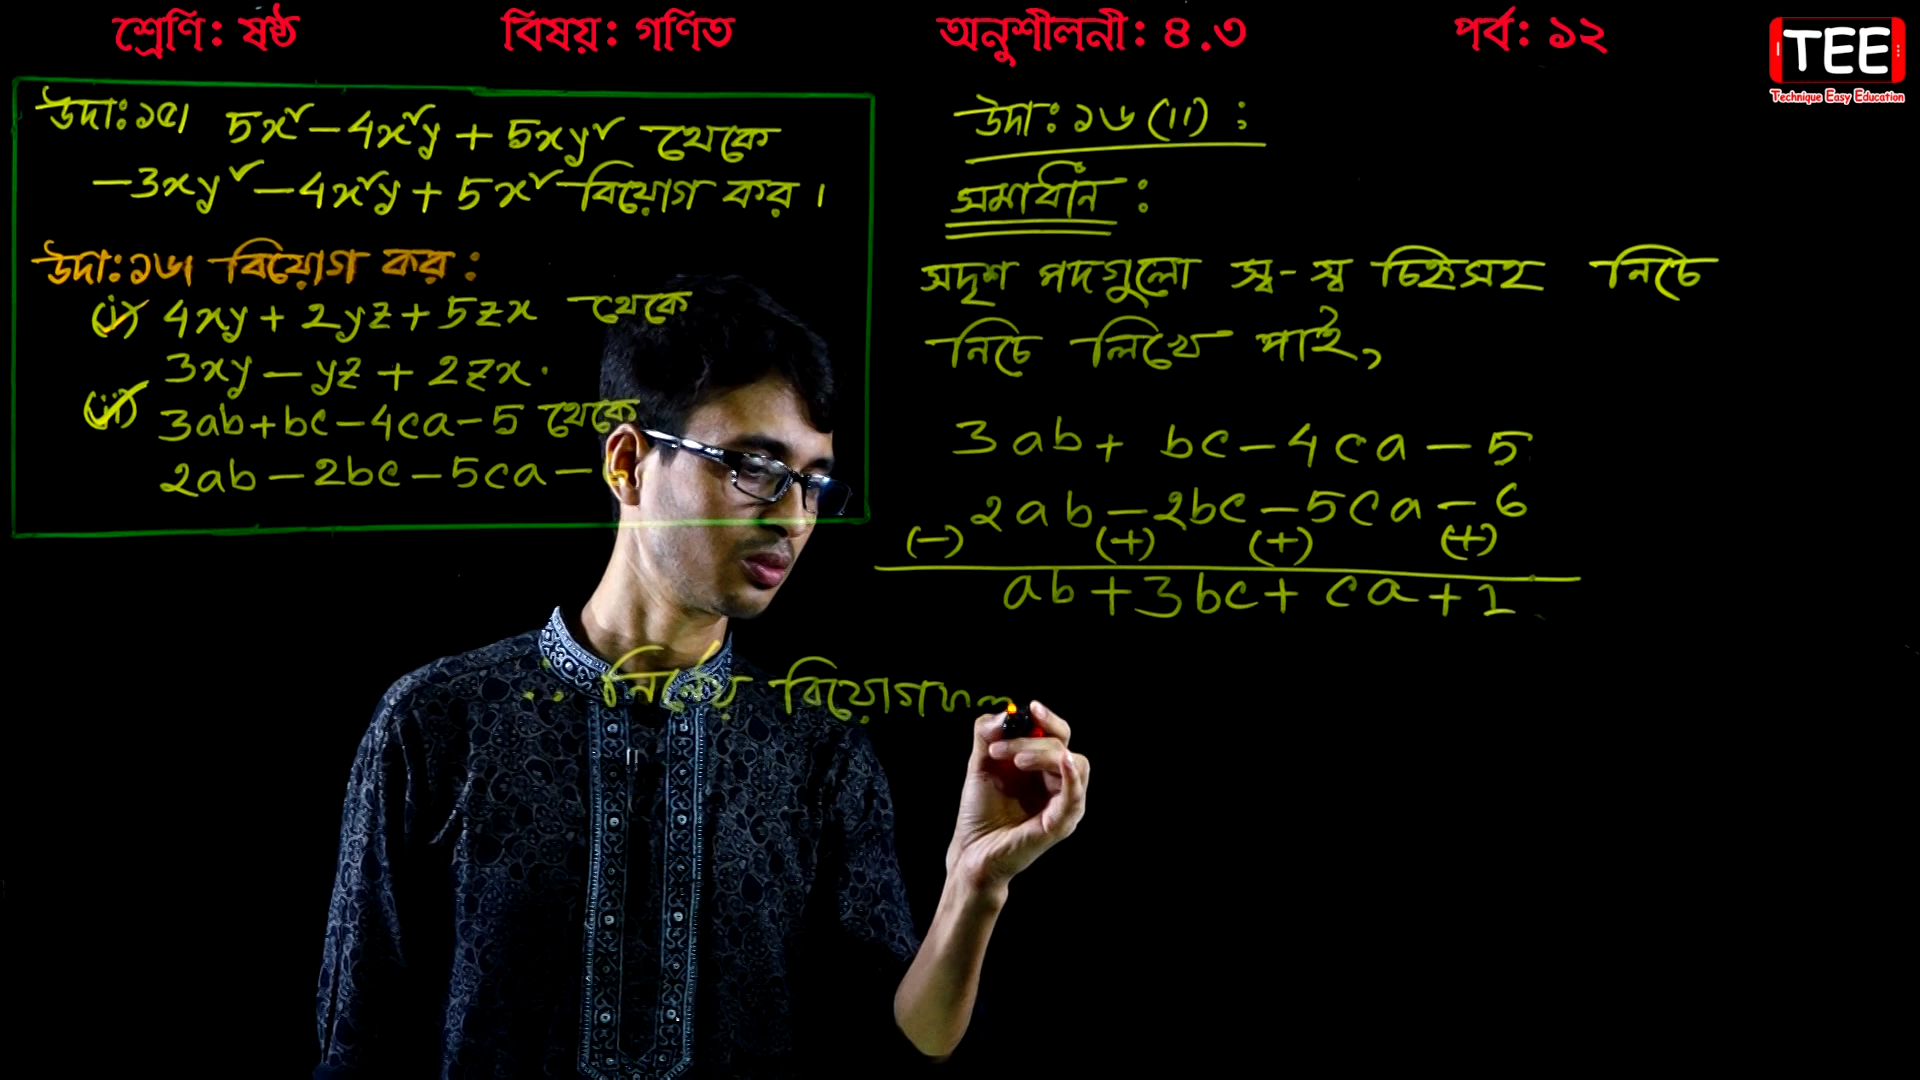 শ্রেণি: ষষ্ঠ বিষয়: গণিত অনুশীলনী: ৪.৩ পর্ব: ১২
TEE
Technique Easy Education
উদা: ১৫। 5x² - 4x²y + 5xy² থেকে
-3xy² - 4x²y + 5x² বিয়োগ কর।
উদা: ১৬। বিয়োগ কর:
(i) 4xy + 2yz + 5zx থেকে
3xy - yz + 2zx.
(ii) 3ab + bc - 4ca - 5 থেকে
2ab - 2bc - 5ca -
উদা: ১৬ (ii) :
সমাধান :
সদৃশ পদগুলো স্ব-স্ব চিহ্নসহ নিচে
নিচে লিখে পাই,
3ab + bc - 4ca - 5
2ab - 2bc - 5ca - 6
(-) (+) (+) (+)
ab + 3bc + ca + 1
∴ নির্ণেয় বিয়োগফল